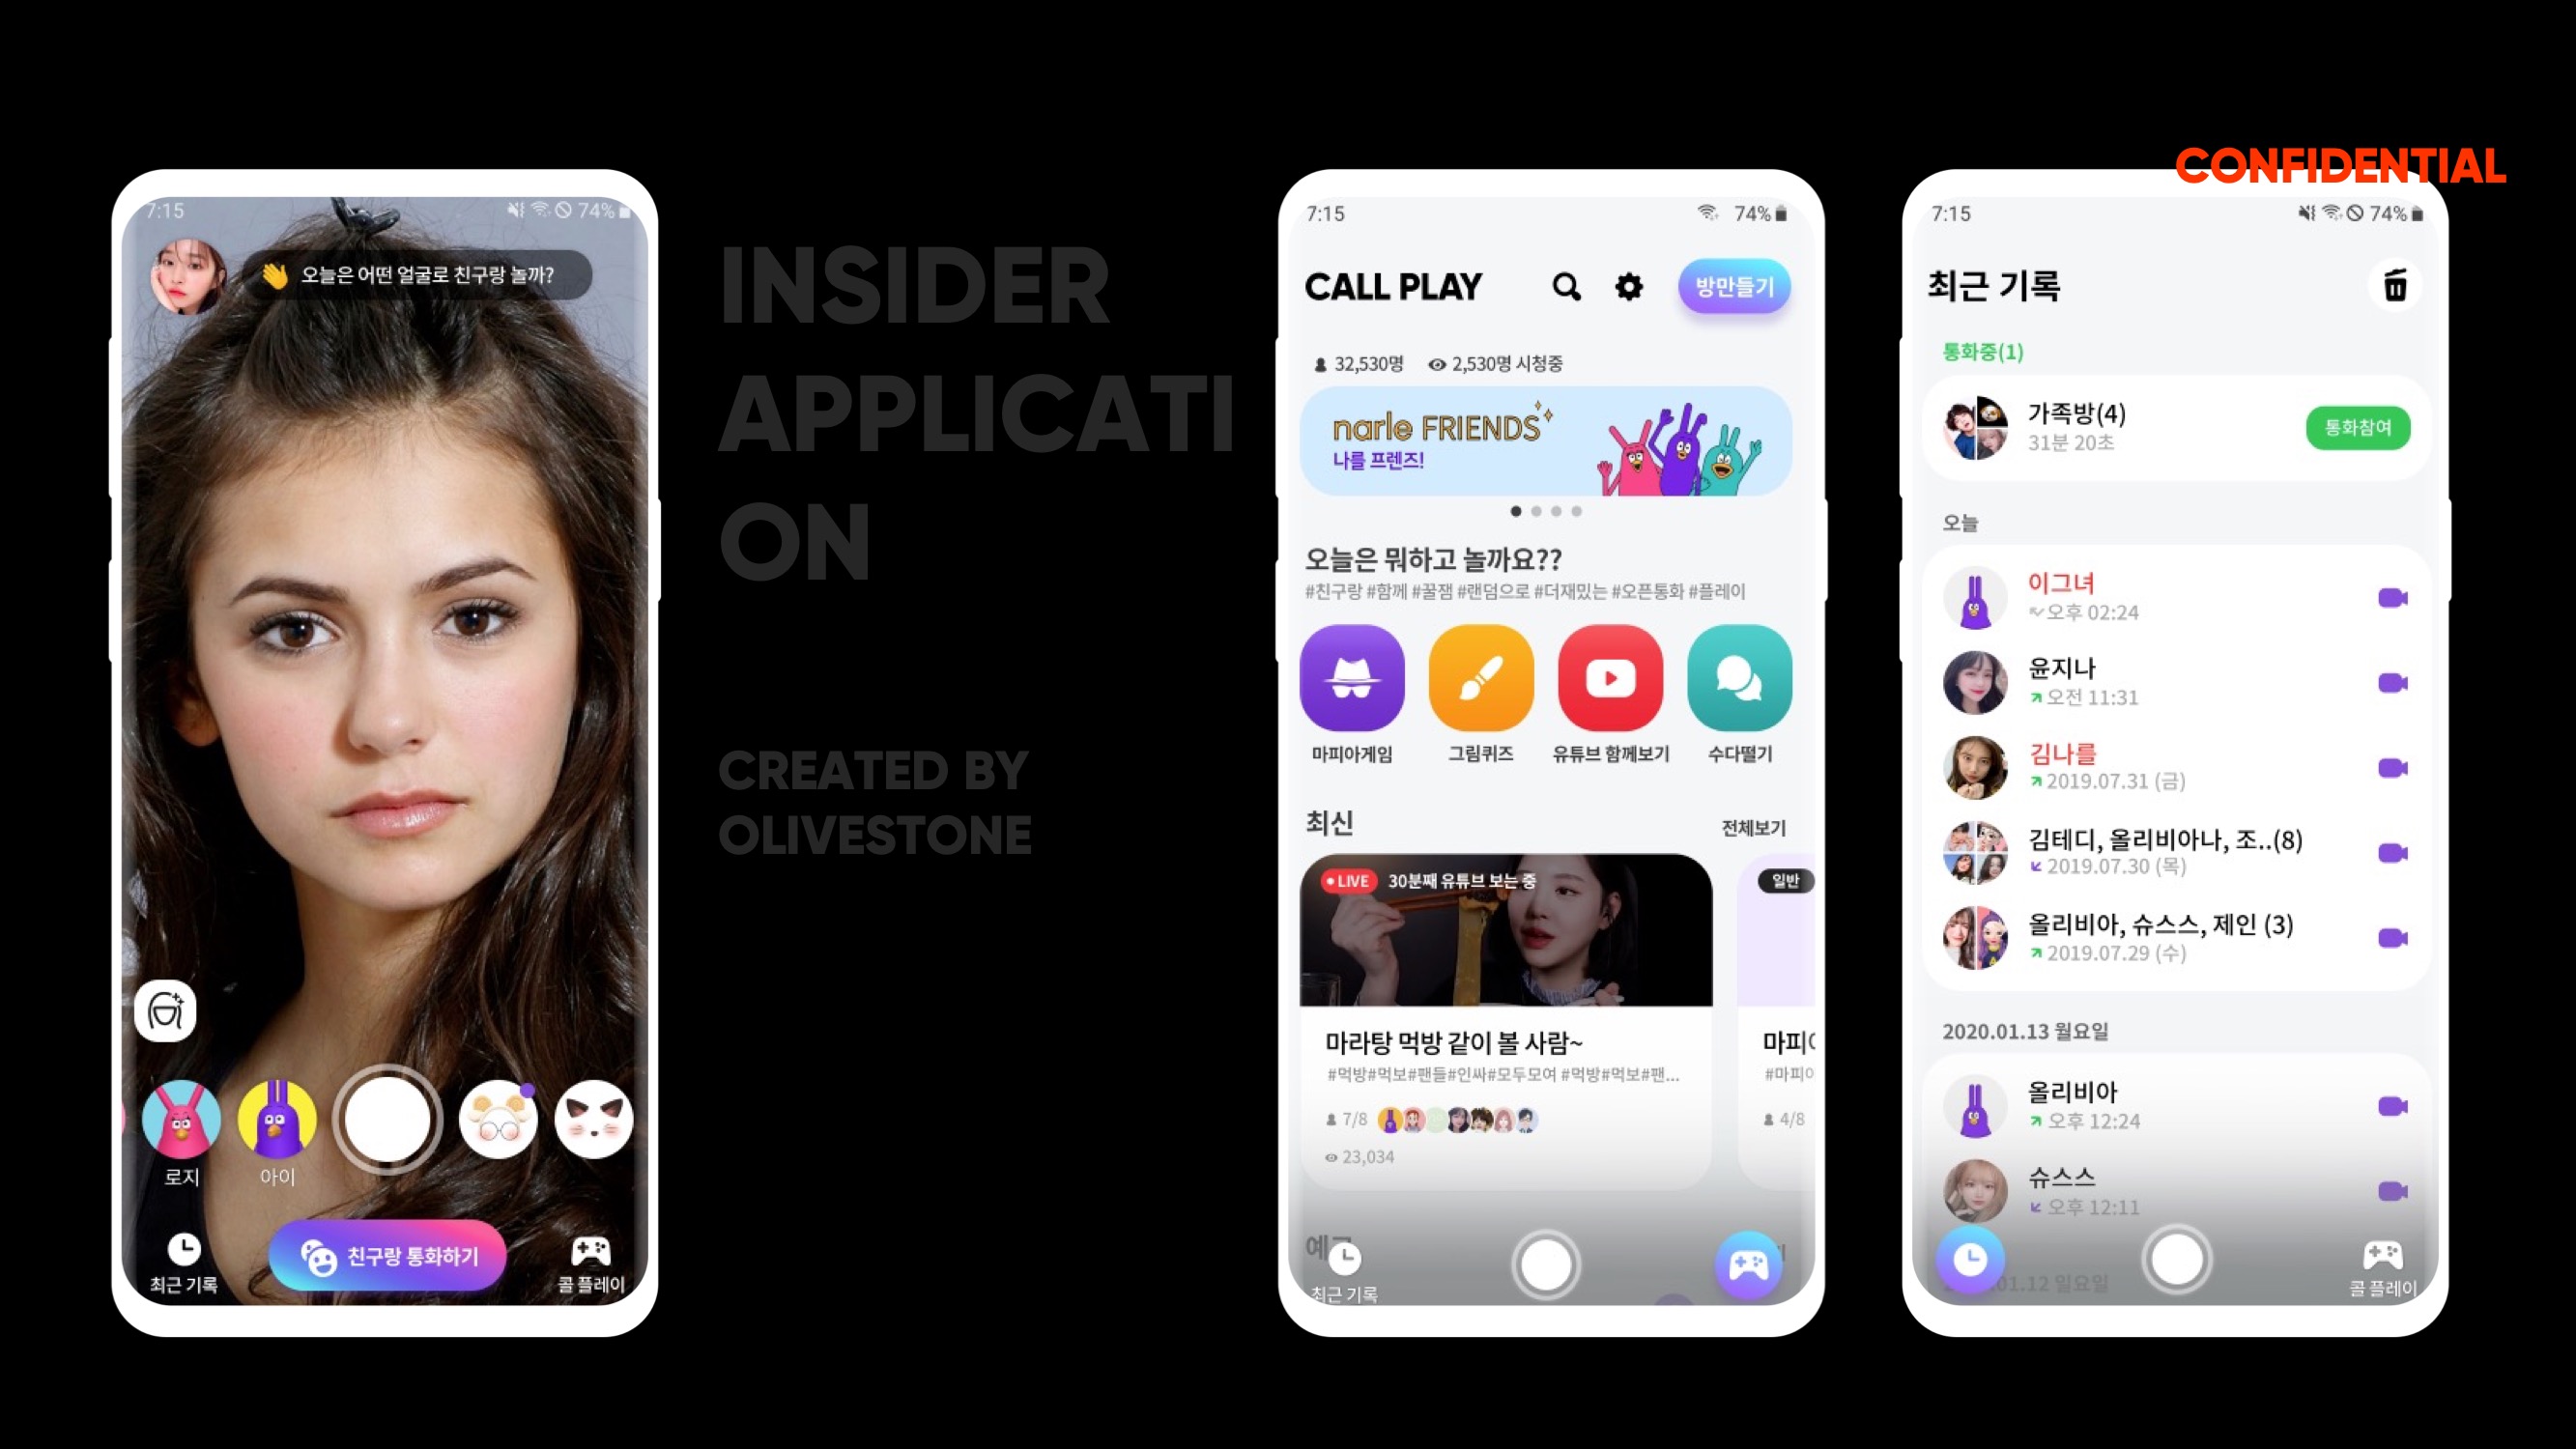 CONFIDENTIAL
7:15
74%
오늘은 어떤 얼굴로 친구랑 놀까?
로지
아이
최근 기록
친구랑 통화하기
콜 플레이
INSIDER
APPLICATI
ON
CREATED BY
OLIVESTONE
7:15
74%
CALL PLAY
방만들기
32,530명
2,530명 시청중
narle FRIENDS
나를 프렌즈!
오늘은 뭐하고 놀까요??
#친구랑 #함께 #꿀잼 #랜덤으로 #더재밌는 #오픈통화 #플레이
마피아게임
그림퀴즈
유튜브 함께보기
수다떨기
최신
전체보기
LIVE
30분째 유튜브 보는 중
일반
마라탕 먹방 같이 볼 사람~
#먹방#먹보#팬들#인싸#모두모여 #먹방#먹보#팬...
7/8
23,034
마피
#마피
4/8
최근 기록
7:15
74%
최근 기록
통화중(1)
가족방(4)
31분 20초
통화참여
오늘
이그녀
오후 02:24
윤지나
오전 11:31
김나를
2019.07.31 (금)
김테디, 올리비아나, 조..(8)
2019.07.30 (목)
올리비아, 슈스스, 제인 (3)
2019.07.29 (수)
2020.01.13 월요일
올리비아
오후 12:24
슈스스
오후 12:11
01.12 일요일
콜 플레이